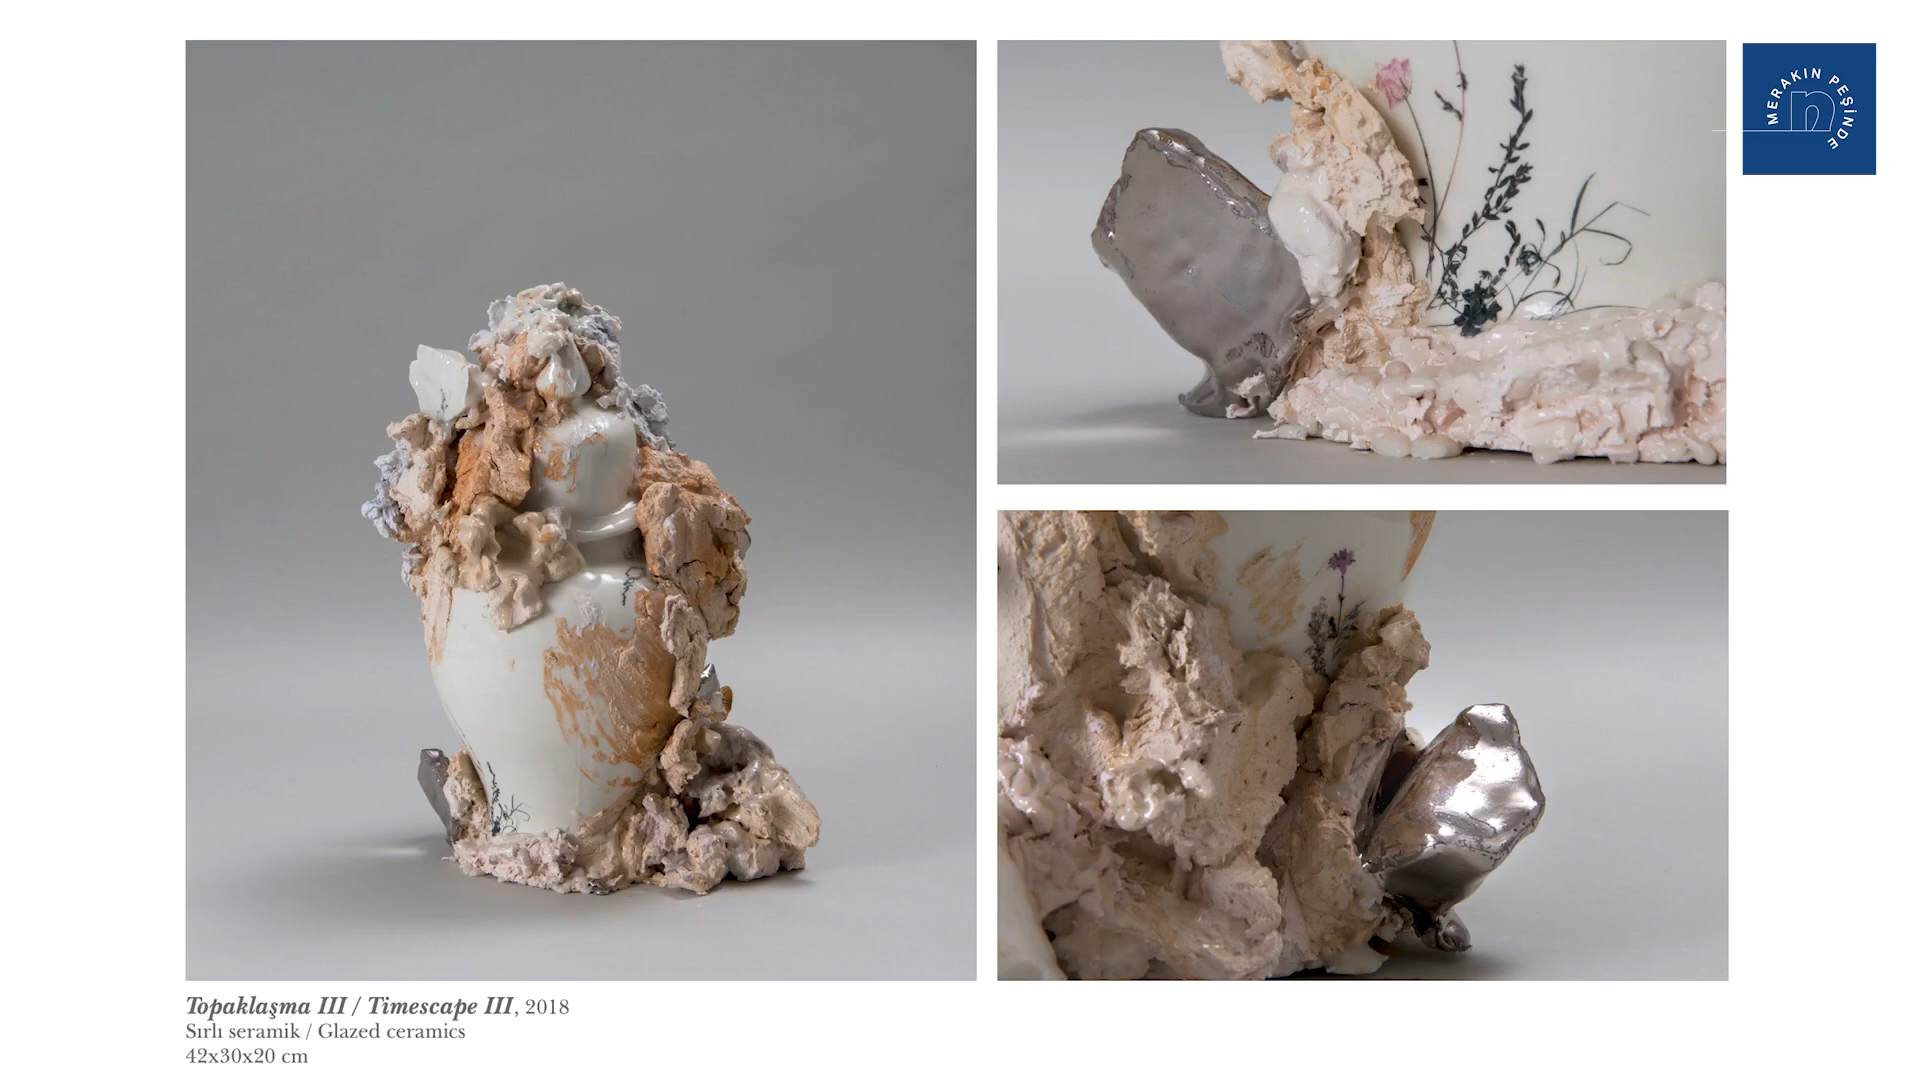 MERAKIN PEŞİNDE
n
Topaklaşma III / Timescape III, 2018
Sırlı seramik / Glazed ceramics
42x30x20 cm